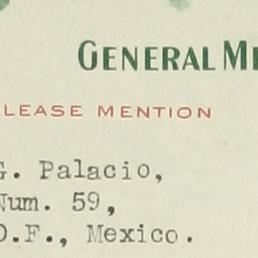 GENERAL M
LEASE MENTION
G. Palacio,
Num. 59,
D.F., Mexico.